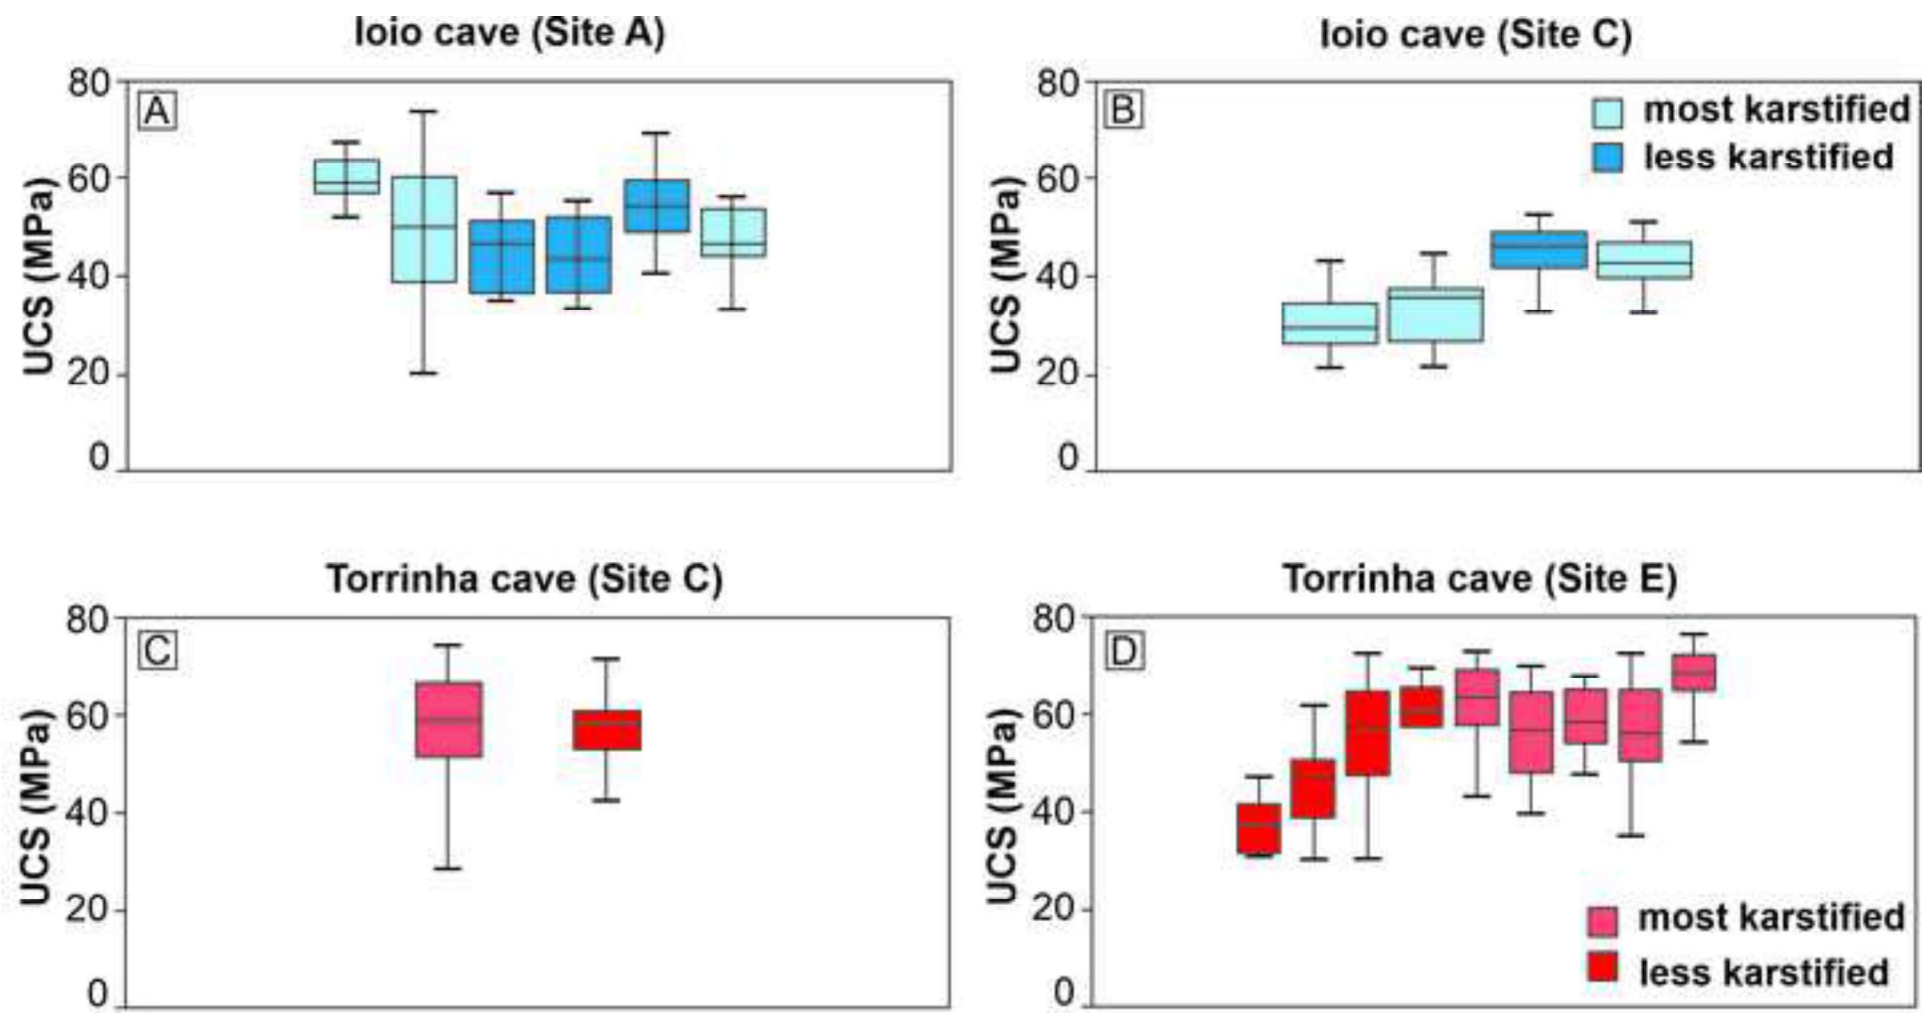 Ioio cave (Site A)
A
UCS (MPa)
80
60
40
20
0
Ioio cave (Site C)
B
UCS (MPa)
80
60
40
20
0
most karstified
less karstified
Torrinha cave (Site C)
C
UCS (MPa)
80
60
40
20
0
Torrinha cave (Site E)
D
UCS (MPa)
80
60
40
20
0
most karstified
less karstified